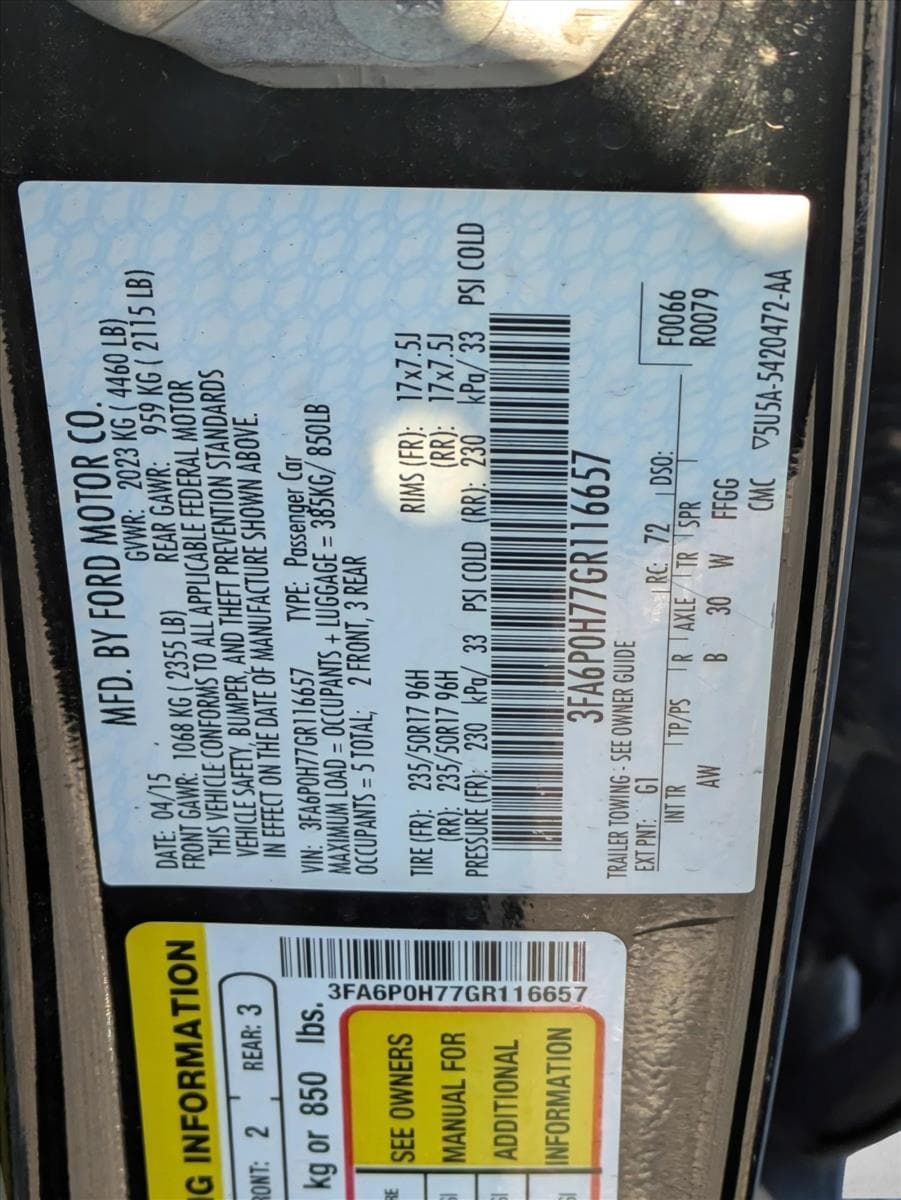 MFD. BY FORD MOTOR CO.
DATE: 04/15 GVWR: 2023 KG ( 4460 LB)
FRONT GAWR: 1068 KG ( 2355 LB) REAR GAWR: 959 KG ( 2115 LB)
THIS VEHICLE CONFORMS TO ALL APPLICABLE FEDERAL MOTOR
VEHICLE SAFETY, BUMPER, AND THEFT PREVENTION STANDARDS
IN EFFECT ON THE DATE OF MANUFACTURE SHOWN ABOVE.
VIN: 3FA6P0H77GR116657 TYPE: Passenger Car
MAXIMUM LOAD = OCCUPANTS + LUGGAGE = 385KG/ 850LB
OCCUPANTS = 5 TOTAL; 2 FRONT, 3 REAR
TIRE (FR): 235/50R17 96H RIMS (FR): 17x7.5J
(RR): 235/50R17 96H (RR): 17x7.5J
PRESSURE (FR): 230 kPa/ 33 PSI COLD (RR): 230 kPa/ 33 PSI COLD
3FA6P0H77GR116657
TRAILER TOWING - SEE OWNER GUIDE
EXT PNT: G1 RC: 72 DSO: F0066
INT TR TP/PS R AXLE TR SPR R0079
AW B 30 W FFGG
CMC ▽5U5A-5420472-AA
G INFORMATION
RONT: 2 REAR: 3
kg or 850 lbs.
3FA6P0H77GR116657
SEE OWNERS
MANUAL FOR
ADDITIONAL
INFORMATION